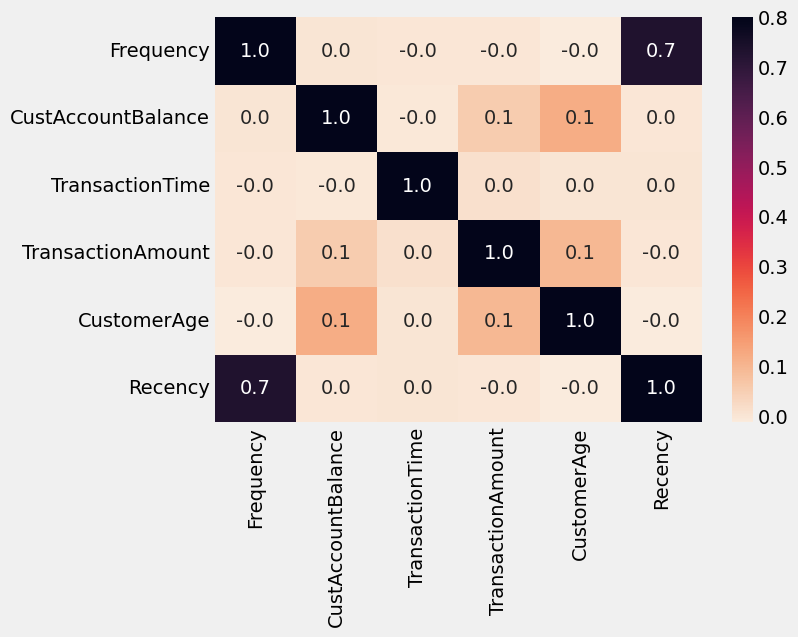 Frequency 1.0 0.0 -0.0 -0.0 -0.0 0.7
CustAccountBalance 0.0 1.0 -0.0 0.1 0.1 0.0
TransactionTime -0.0 -0.0 1.0 0.0 0.0 0.0
TransactionAmount -0.0 0.1 0.0 1.0 0.1 -0.0
CustomerAge -0.0 0.1 0.0 0.1 1.0 -0.0
Recency 0.7 0.0 0.0 -0.0 -0.0 1.0
Frequency
CustAccountBalance
TransactionTime
TransactionAmount
CustomerAge
Recency
0.8
0.7
0.6
0.5
0.4
0.3
0.2
0.1
0.0